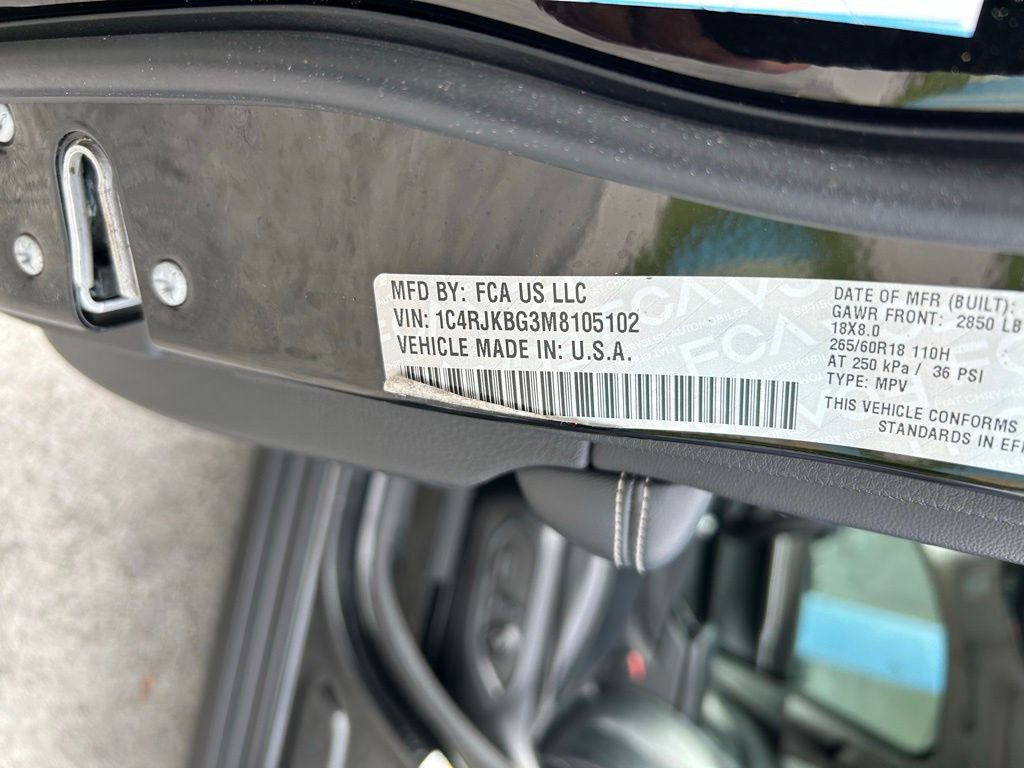 MFD BY: FCA US LLC
VIN: 1C4RJKBG3M8105102
VEHICLE MADE IN: U.S.A.
DATE OF MFR (BUILT):
GAWR FRONT: 2850 LB
18X8.0
265/60R18 110H
AT 250 kPa / 36 PSI
TYPE: MPV
THIS VEHICLE CONFORMS
STANDARDS IN
FCA